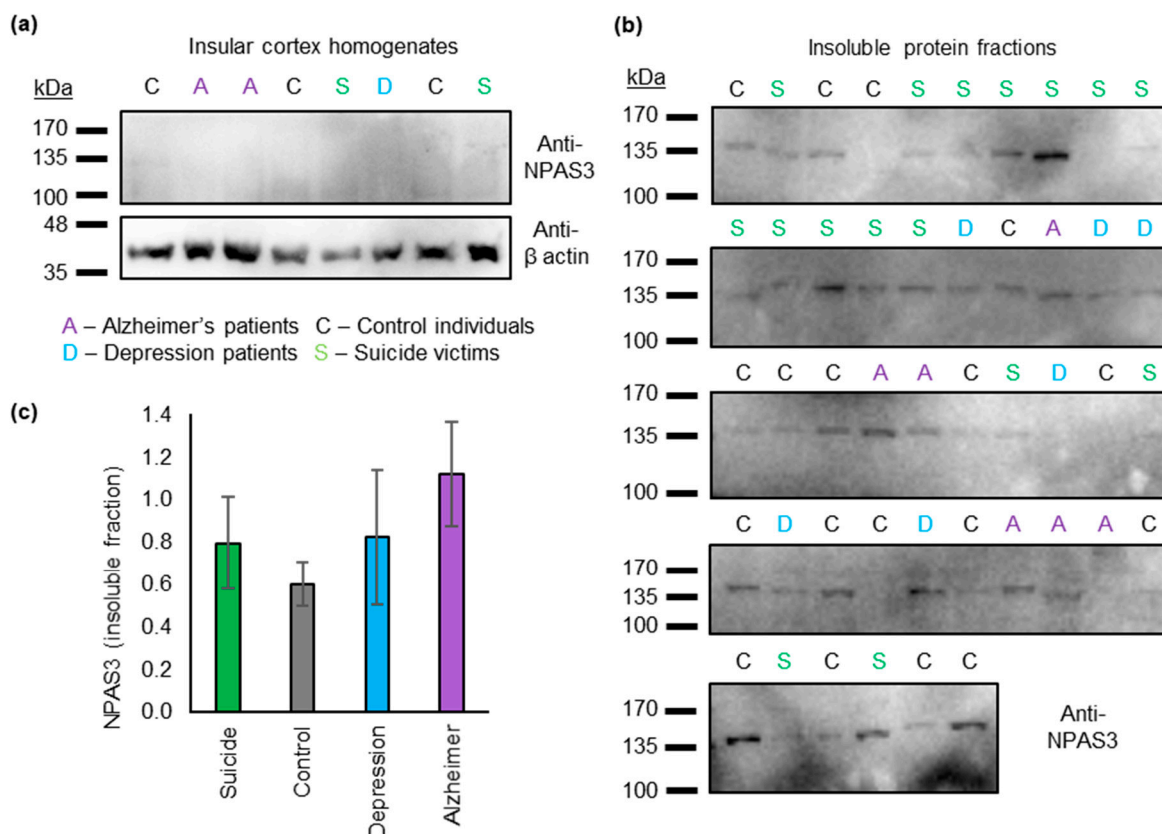 (a)
Insular cortex homogenates
kDa
C A A C S D C S
170
135
100
Anti-
NPAS3
48
35
Anti-
β actin
A – Alzheimer's patients C – Control individuals
D – Depression patients S – Suicide victims
(b)
Insoluble protein fractions
kDa
C S C C S S S S S S
170
135
100
S S S S S D C A D D
170
135
100
C C C A A C S D C S
170
135
100
C D C C D C A A A C
170
135
100
C S C S C C
170
135
100
Anti-
NPAS3
(c)
NPAS3 (insoluble fraction)
1.4
1.2
1.0
0.8
0.6
0.4
0.2
0.0
Suicide
Control
Depression
Alzheimer